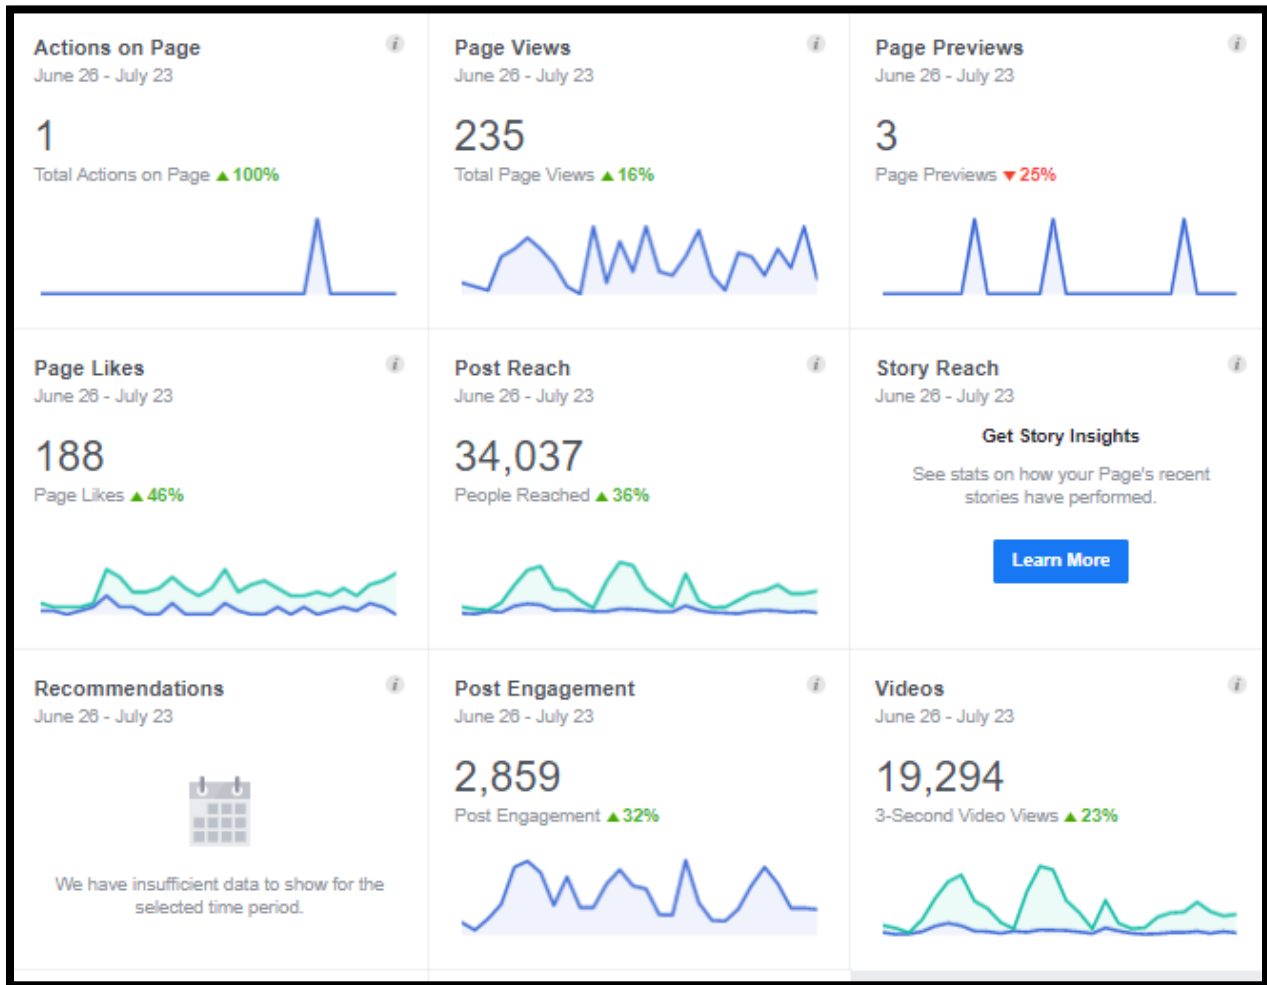 Actions on Page
June 26 - July 23
1
Total Actions on Page ▲ 100%
Page Views
June 26 - July 23
235
Total Page Views ▲ 16%
Page Previews
June 26 - July 23
3
Page Previews ▼ 25%
Page Likes
June 26 - July 23
188
Page Likes ▲ 46%
Post Reach
June 26 - July 23
34,037
People Reached ▲ 36%
Story Reach
June 26 - July 23
Get Story Insights
See stats on how your Page's recent
stories have performed.
Learn More
Recommendations
June 26 - July 23
We have insufficient data to show for the
selected time period.
Post Engagement
June 26 - July 23
2,859
Post Engagement ▲ 32%
Videos
June 26 - July 23
19,294
3-Second Video Views ▲ 23%